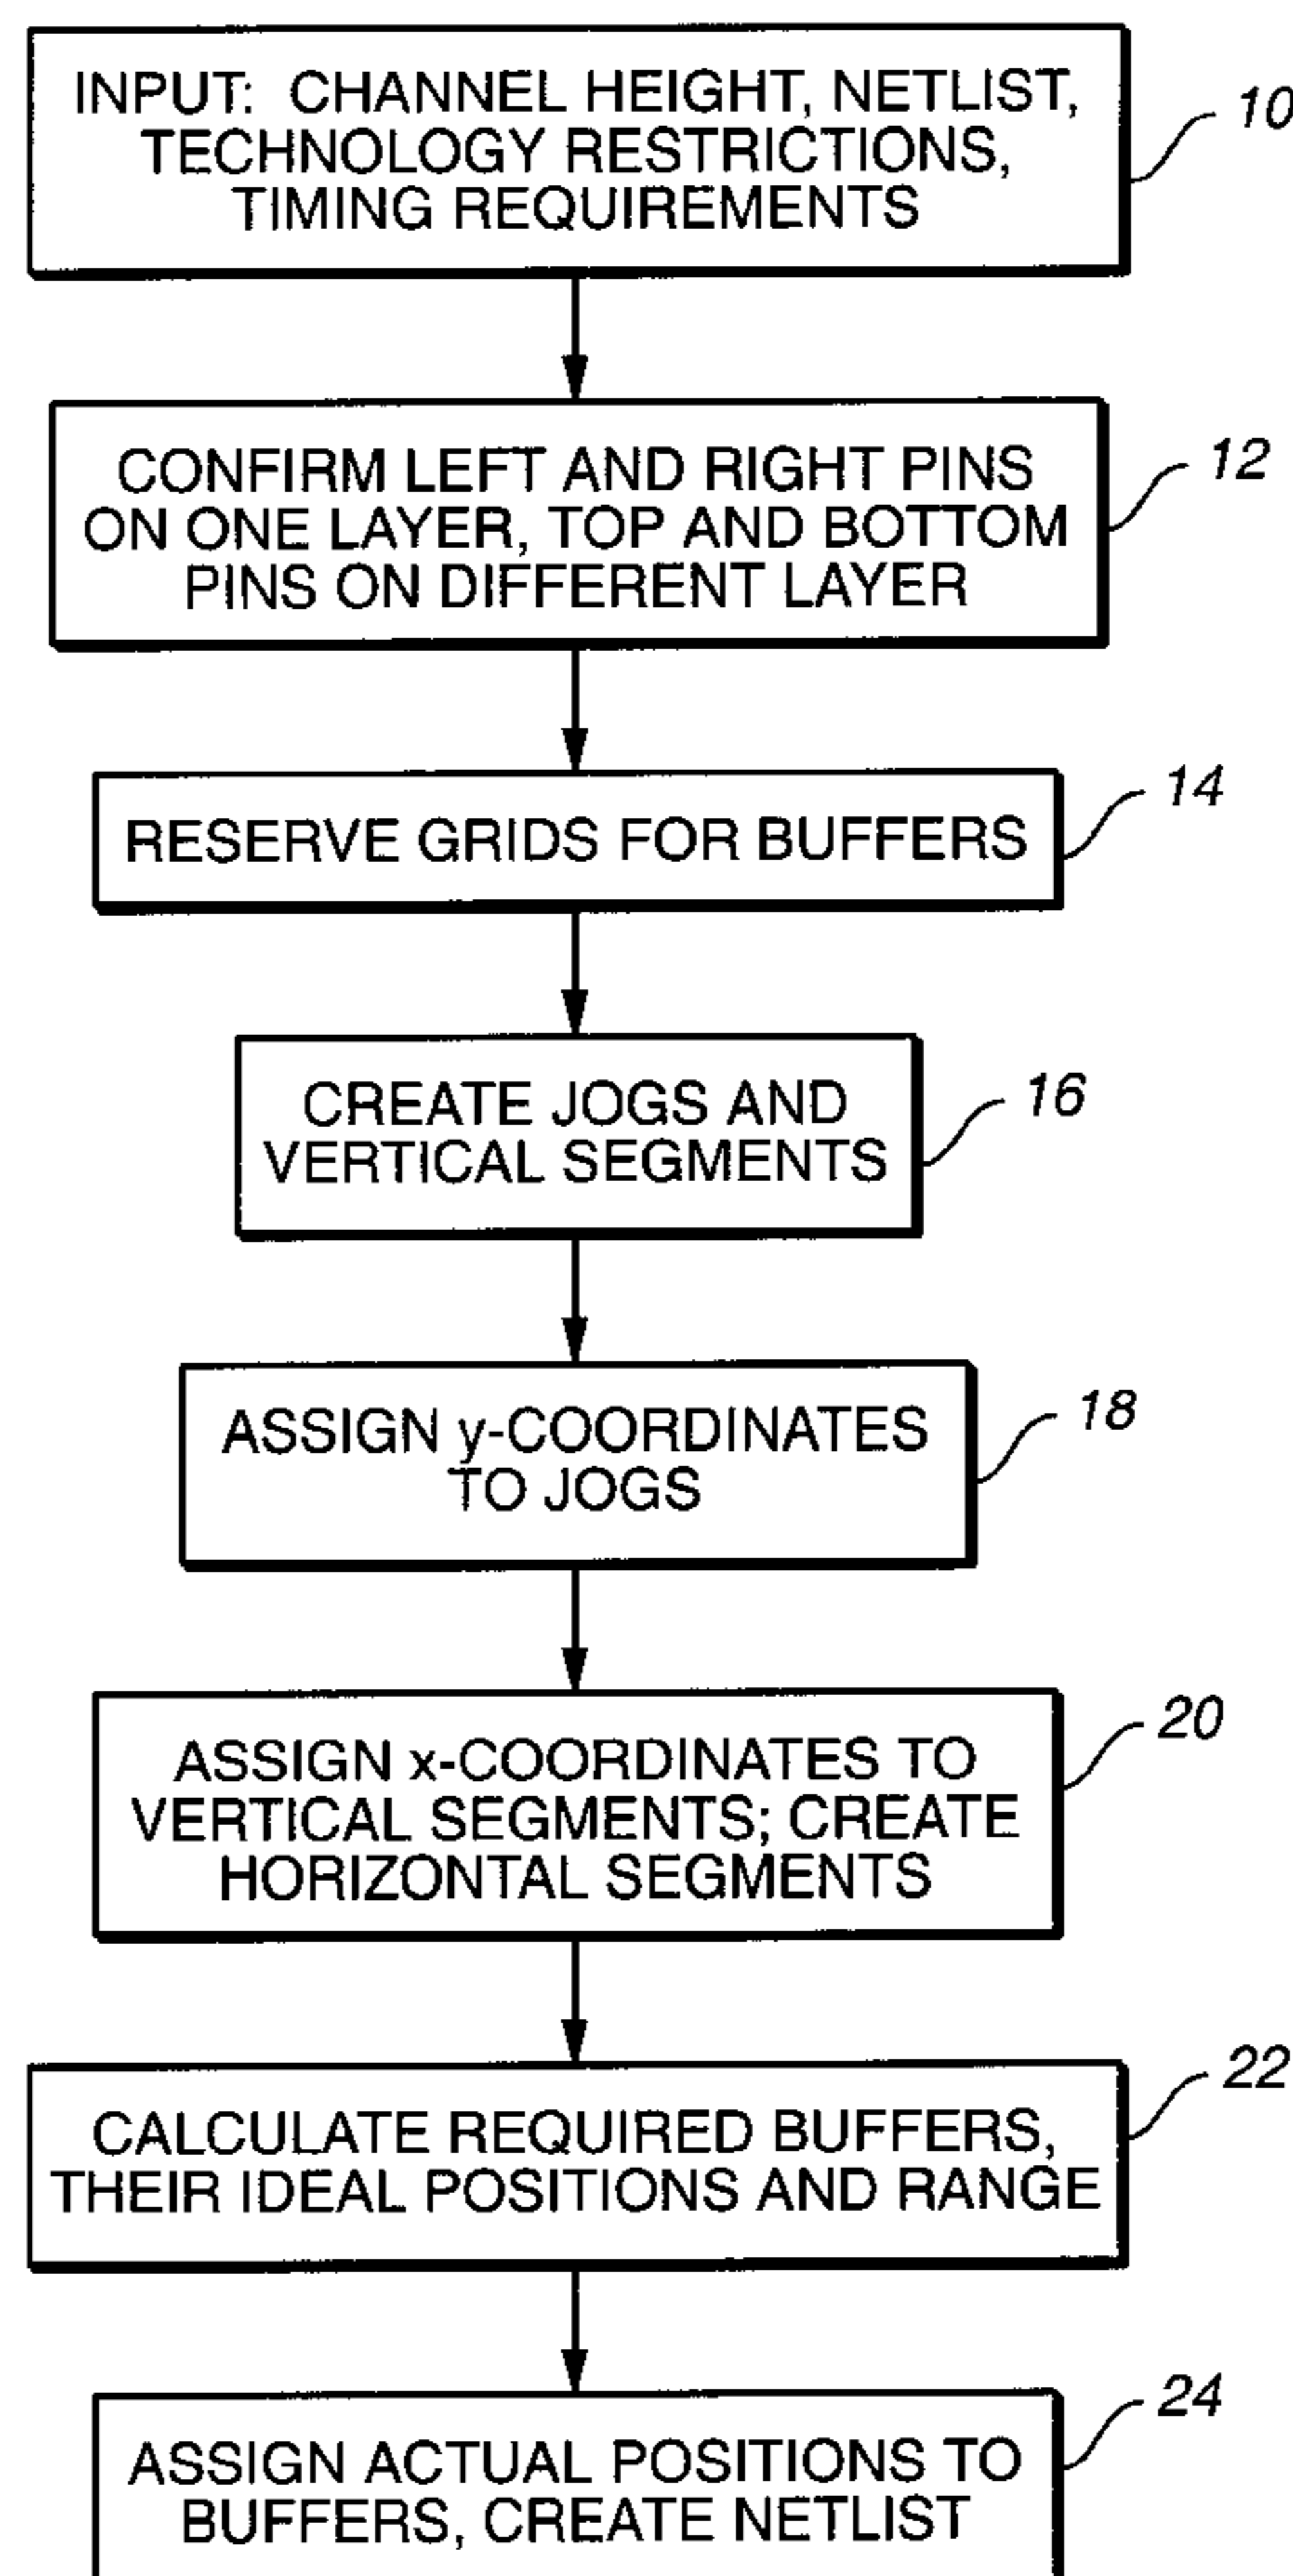 INPUT: CHANNEL HEIGHT, NETLIST,
TECHNOLOGY RESTRICTIONS,
TIMING REQUIREMENTS
10
CONFIRM LEFT AND RIGHT PINS
ON ONE LAYER, TOP AND BOTTOM
PINS ON DIFFERENT LAYER
12
RESERVE GRIDS FOR BUFFERS
14
CREATE JOGS AND
VERTICAL SEGMENTS
16
ASSIGN y-COORDINATES
TO JOGS
18
ASSIGN x-COORDINATES TO
VERTICAL SEGMENTS; CREATE
HORIZONTAL SEGMENTS
20
CALCULATE REQUIRED BUFFERS,
THEIR IDEAL POSITIONS AND RANGE
22
ASSIGN ACTUAL POSITIONS TO
BUFFERS, CREATE NETLIST
24